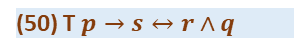 (50) T p → s ↔ r ∧ q